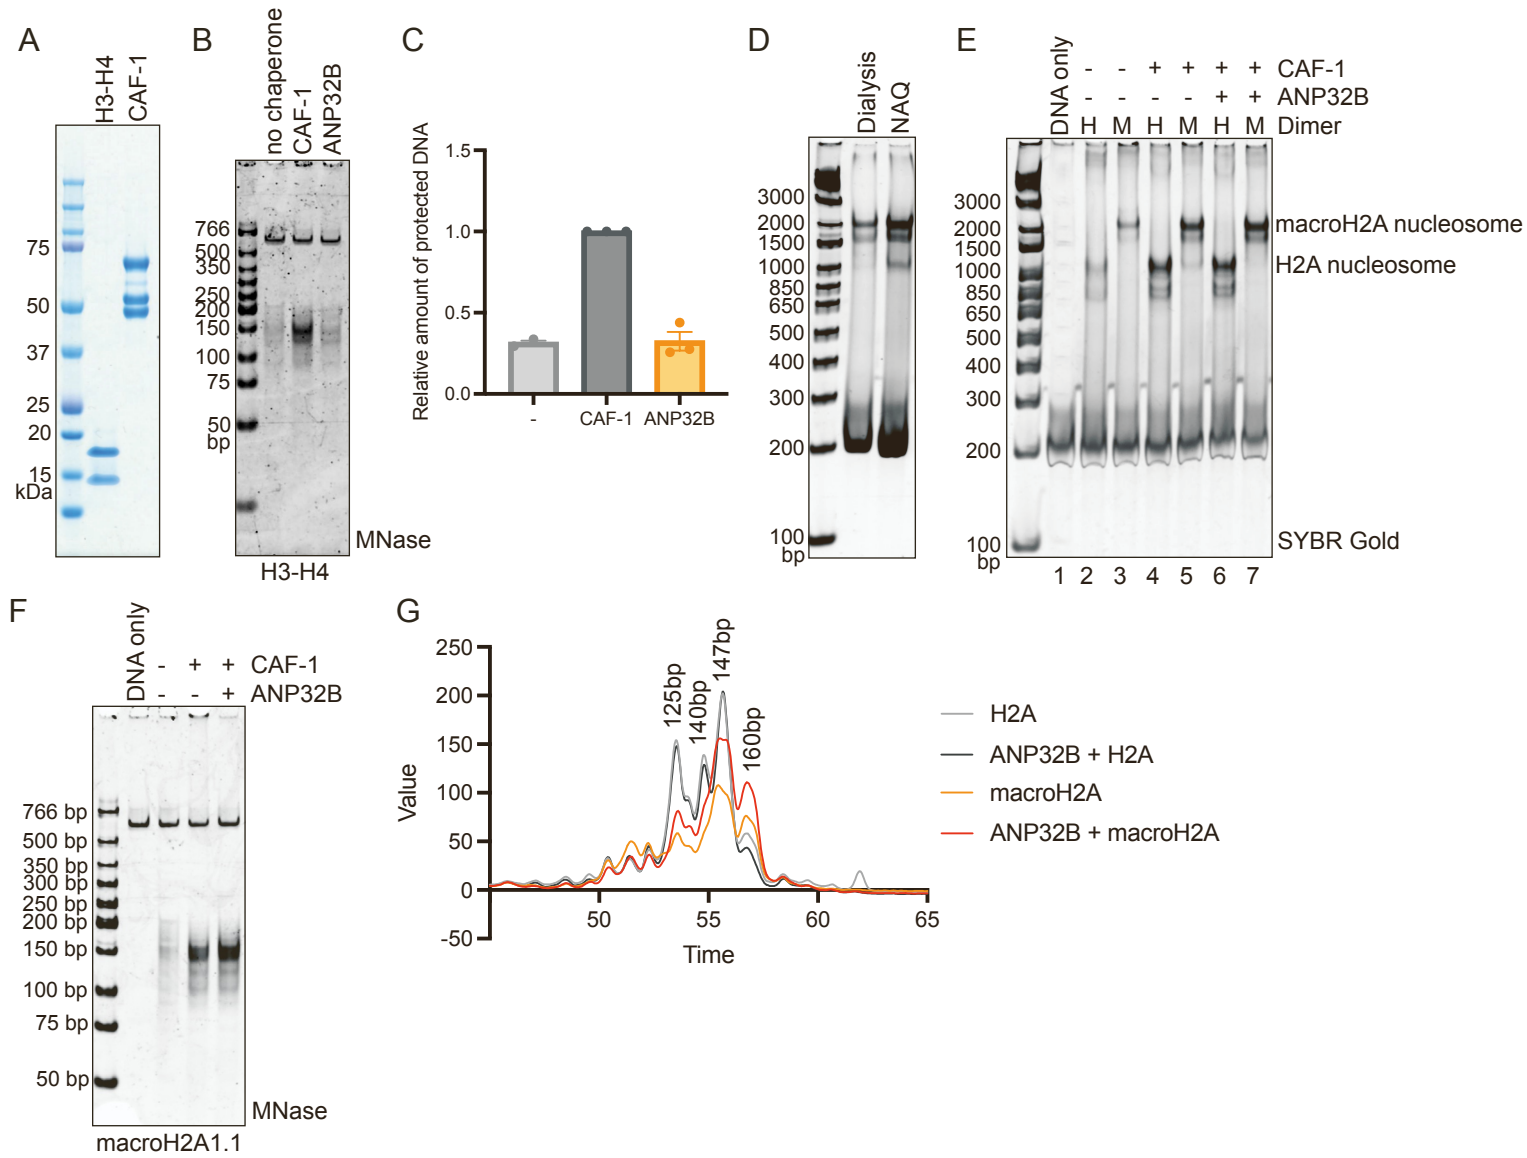 A
H3-H4
CAF-1
75
50
37
25
20
15
kDa
B
no chaperone
CAF-1
ANP32B
766
500
350
250
200
150
100
75
50
bp
MNase
H3-H4
C
Relative amount of protected DNA
1.5
1.0
0.5
0.0
-
CAF-1
ANP32B
D
Dialysis
NAQ
3000
2000
1500
1000
850
650
500
400
300
200
100
bp
E
DNA only
- - + + + + CAF-1
- - - - + + ANP32B
H M H M H M Dimer
3000
2000
1500
1000
850
650
500
400
300
200
100
bp
macroH2A nucleosome
H2A nucleosome
SYBR Gold
1 2 3 4 5 6 7
F
DNA only
- + + CAF-1
- - + ANP32B
766 bp
500 bp
350 bp
300 bp
250 bp
200 bp
150 bp
100 bp
75 bp
50 bp
MNase
macroH2A1.1
G
Value
250
200
150
100
50
0
-50
125bp
140bp
147bp
160bp
50 55 60 65
Time
H2A
ANP32B + H2A
macroH2A
ANP32B + macroH2A